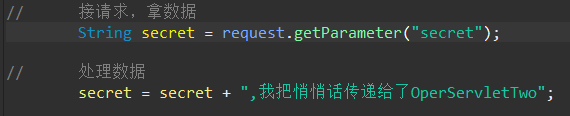 //      接请求，拿数据
        String secret = request.getParameter("secret");
//      处理数据
        secret = secret + ",我把悄悄话传递给了OperServletTwo";